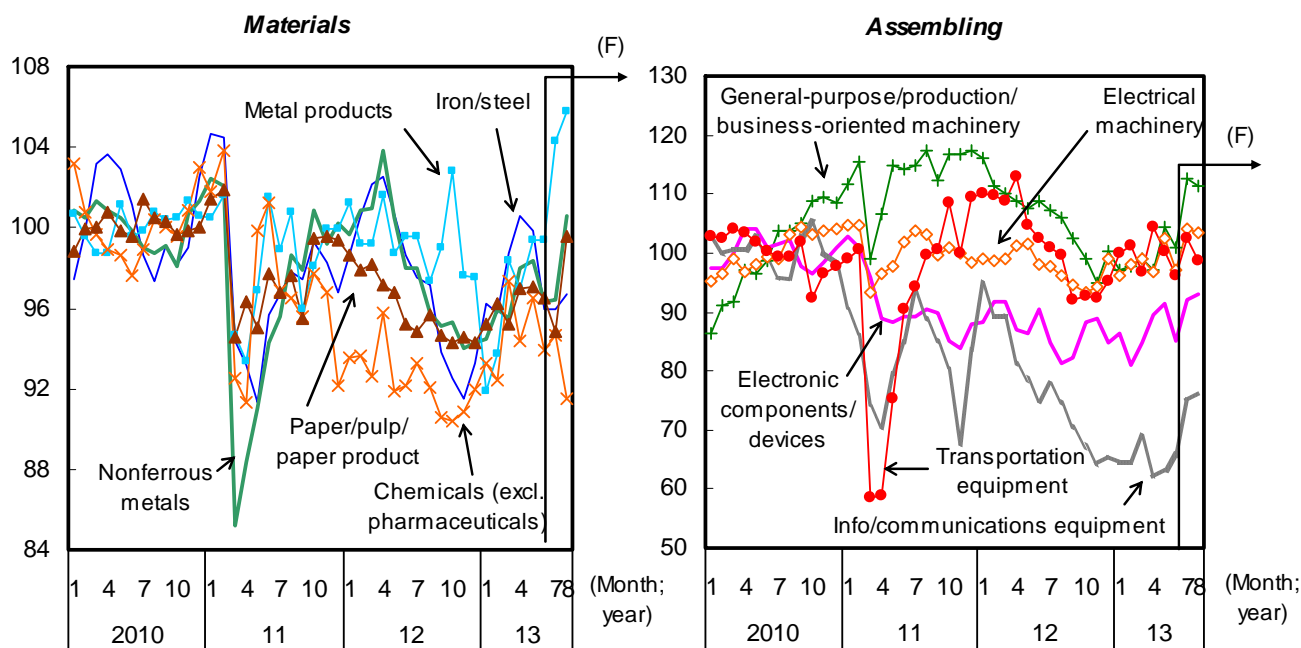 Materials
(F)
108
104
100
96
92
88
84
Metal products
Iron/steel
Nonferrous
metals
Paper/pulp/
paper product
Chemicals (excl.
pharmaceuticals)
1 4 7 10 1 4 7 10 1 4 7 10 1 4 78
(Month;
year)
2010 11 12 13
Assembling
(F)
130
120
110
100
90
80
70
60
50
General-purpose/production/
business-oriented machinery
Electrical
machinery
Electronic
components/
devices
Transportation
equipment
Info/communications equipment
1 4 7 10 1 4 7 10 1 4 7 10 1 4 78
(Month;
year)
2010 11 12 13